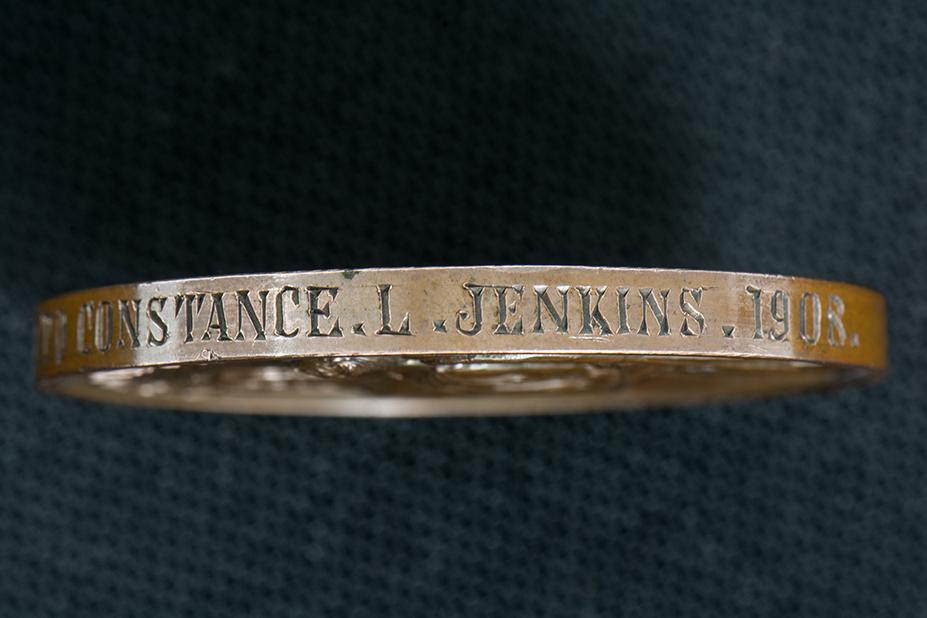 CONSTANCE. L. JENKINS. 1908.